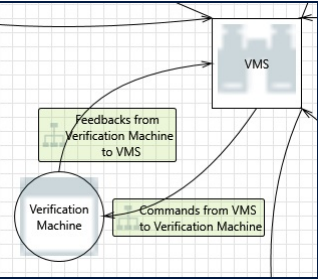 VMS
Feedbacks from
Verification Machine
to VMS
Verification
Machine
Commands from VMS
to Verification Machine